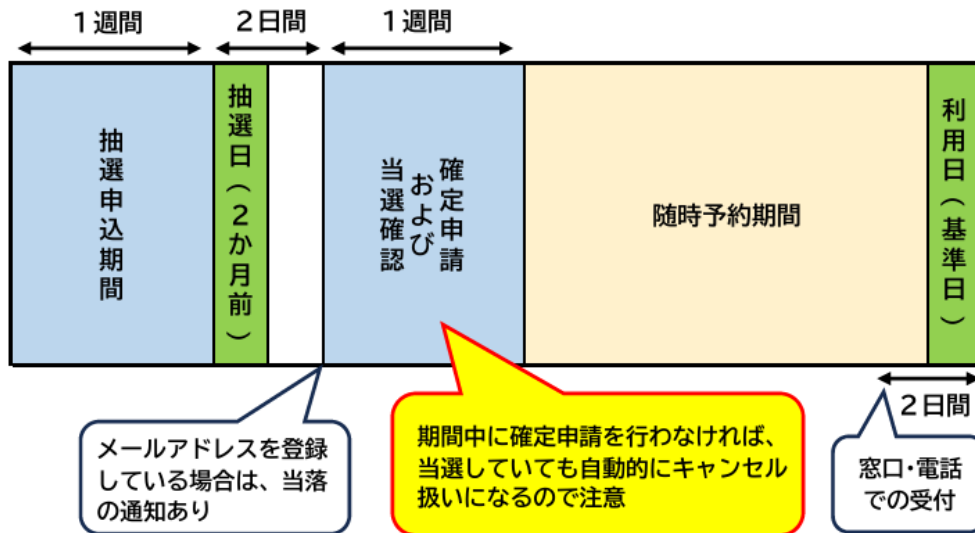 1週間
2日間
1週間
抽選申込期間
抽選日(2か月前)
確定申請
および
当選確認
随時予約期間
利用日(基準日)
2日間
メールアドレスを登録
している場合は、当落
の通知あり
期間中に確定申請を行わなければ、
当選していても自動的にキャンセル
扱いになるので注意
窓口・電話
での受付